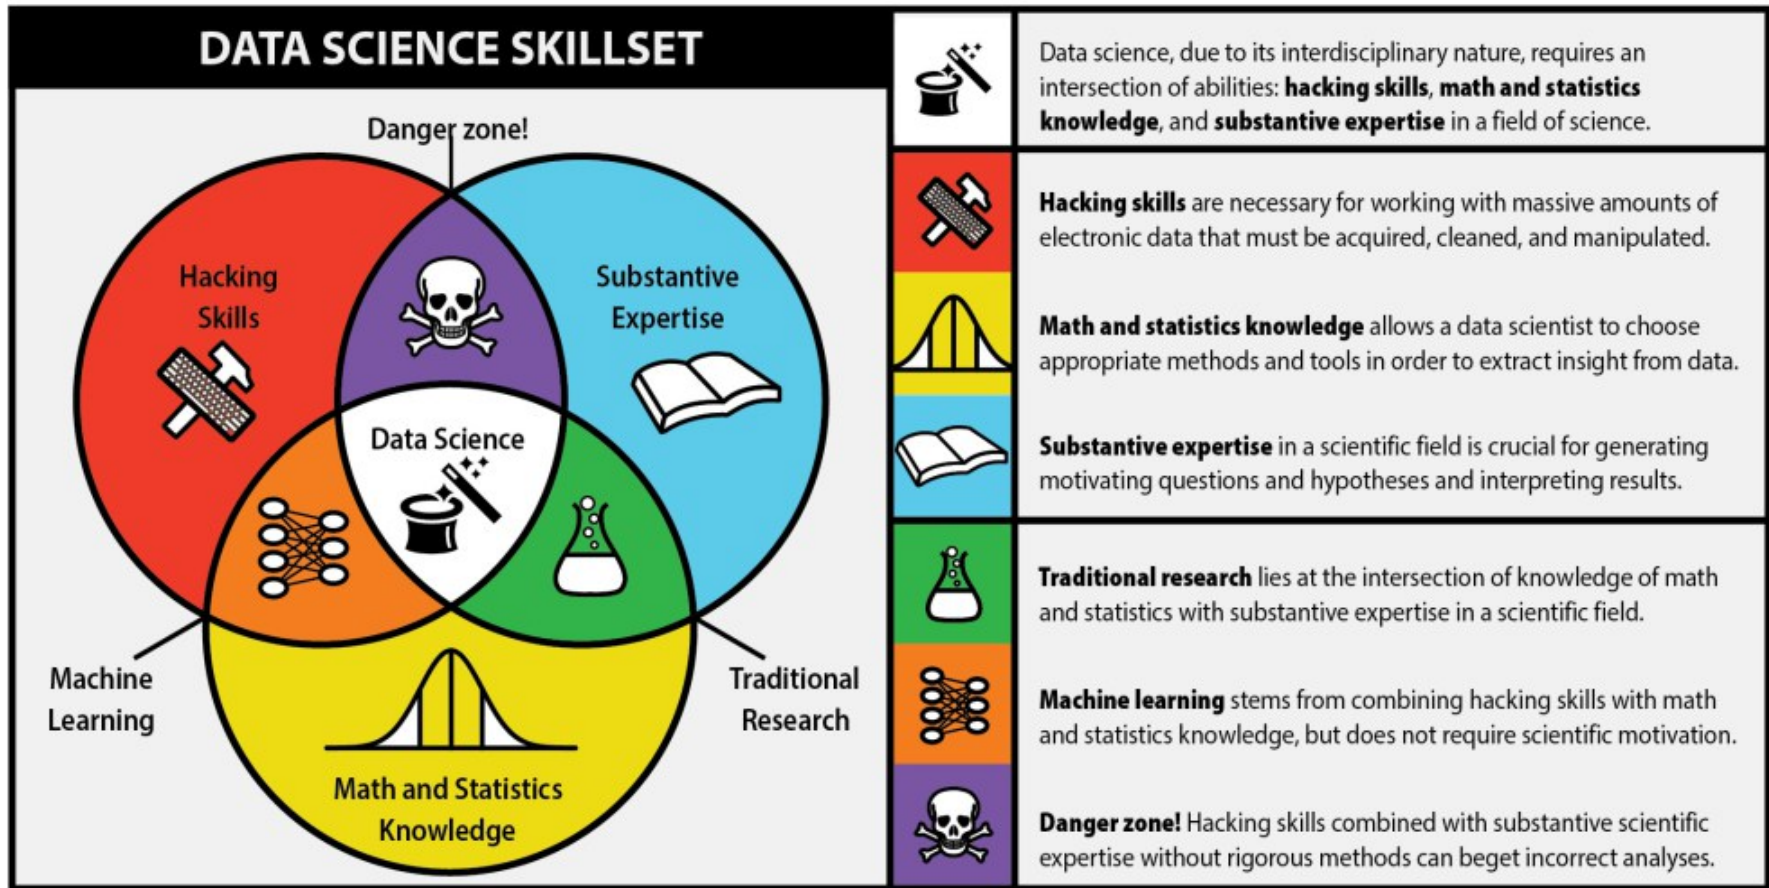 DATA SCIENCE SKILLSET
Danger zone!
Hacking
Skills
Substantive
Expertise
Data Science
Machine
Learning
Traditional
Research
Math and Statistics
Knowledge
Data science, due to its interdisciplinary nature, requires an
intersection of abilities: hacking skills, math and statistics
knowledge, and substantive expertise in a field of science.
Hacking skills are necessary for working with massive amounts of
electronic data that must be acquired, cleaned, and manipulated.
Math and statistics knowledge allows a data scientist to choose
appropriate methods and tools in order to extract insight from data.
Substantive expertise in a scientific field is crucial for generating
motivating questions and hypotheses and interpreting results.
Traditional research lies at the intersection of knowledge of math
and statistics with substantive expertise in a scientific field.
Machine learning stems from combining hacking skills with math
and statistics knowledge, but does not require scientific motivation.
Danger zone! Hacking skills combined with substantive scientific
expertise without rigorous methods can beget incorrect analyses.